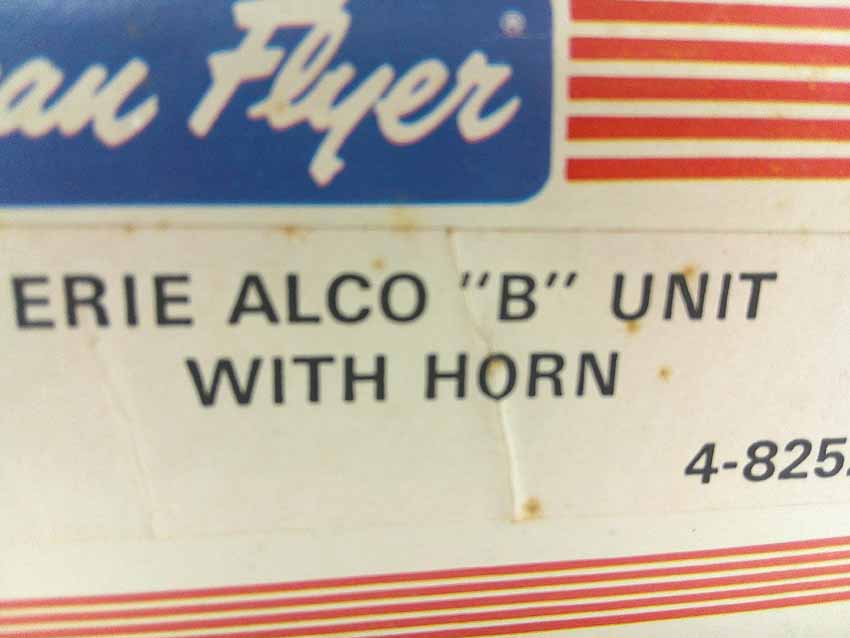 an Flyer®
ERIE ALCO "B" UNIT
WITH HORN
4-825